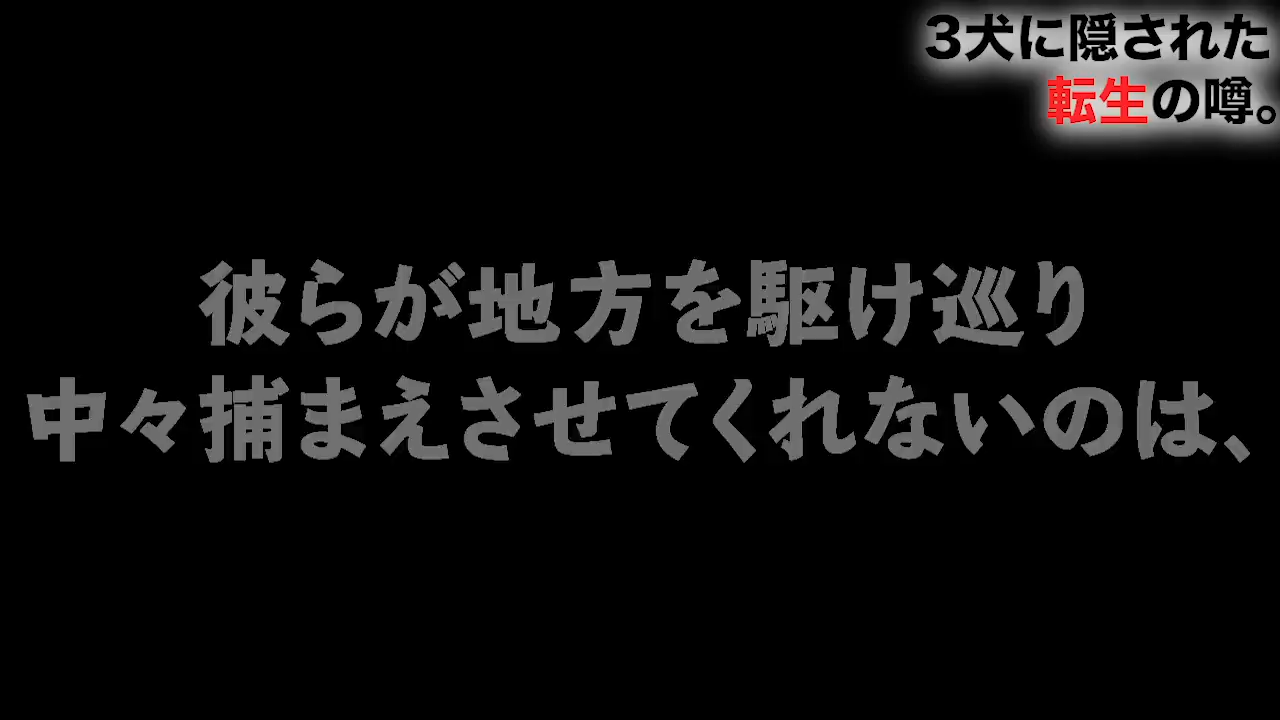 3犬に隠された
転生の噂。
彼らが地方を駆け巡り
中々捕まえさせてくれないのは、